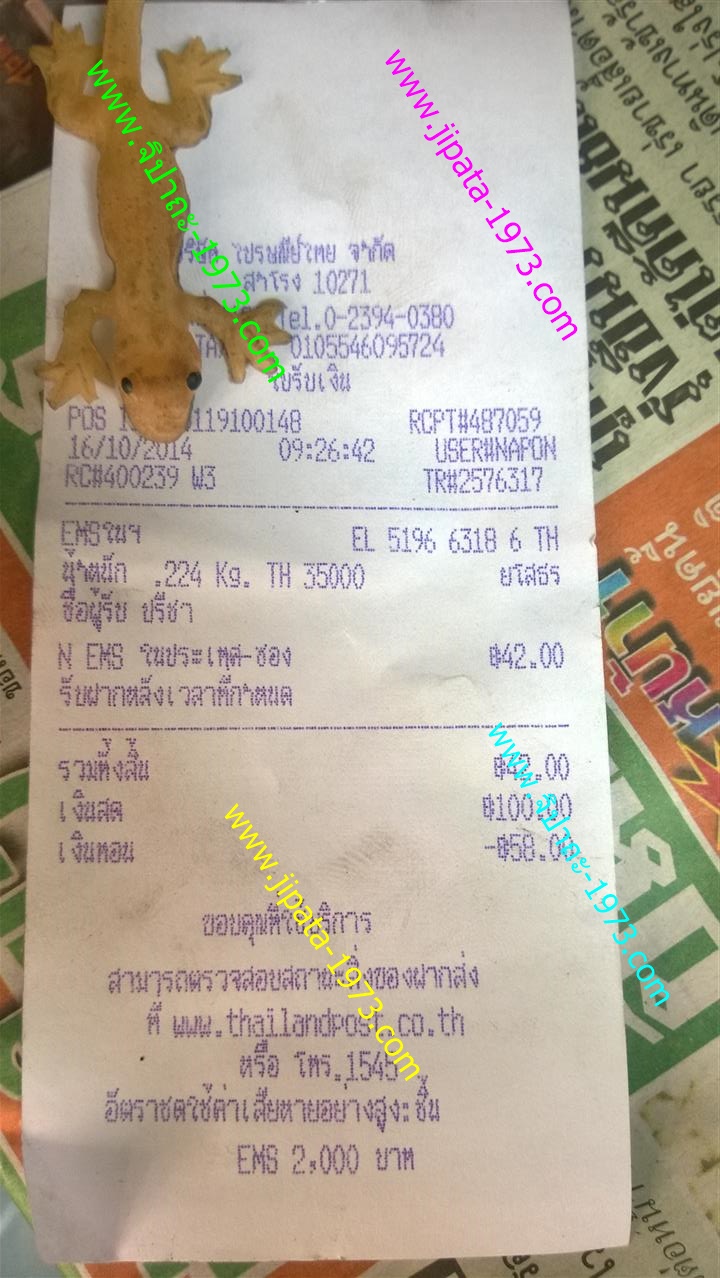 www.จิปาถะ-1973.com
www.jipata-1973.com
ไปรษณีย์ไทย จำกัด
สำโรง 10271
Tel.0-2394-0380
0105546095724
ใบรับเงิน
POS 119100148 RCPT#487059
16/10/2014 09:26:42 USER#NAPON
RC#400239 W3 TR#2576317
EMSในฯ EL 5196 6318 6 TH
น้ำหนัก .224 Kg. TH 35000 ยโสธร
ชื่อผู้รับ ปรีชา
N EMS ในประเทศ-ซอง ฿42.00
รับฝากหลังเวลาที่กำหนด
รวมทั้งสิ้น ฿42.00
เงินสด ฿100.00
เงินทอน -฿58.00
www.จิปาถะ-1973.com
www.jipata-1973.com
ขอบคุณที่ใช้บริการ
สามารถตรวจสอบสถานะสิ่งของฝากส่ง
ที่ www.thailandpost.co.th
หรือ โทร.1545
อัตราชดใช้ค่าเสียหายอย่างสูง:ชิ้น
EMS 2,000 บาท